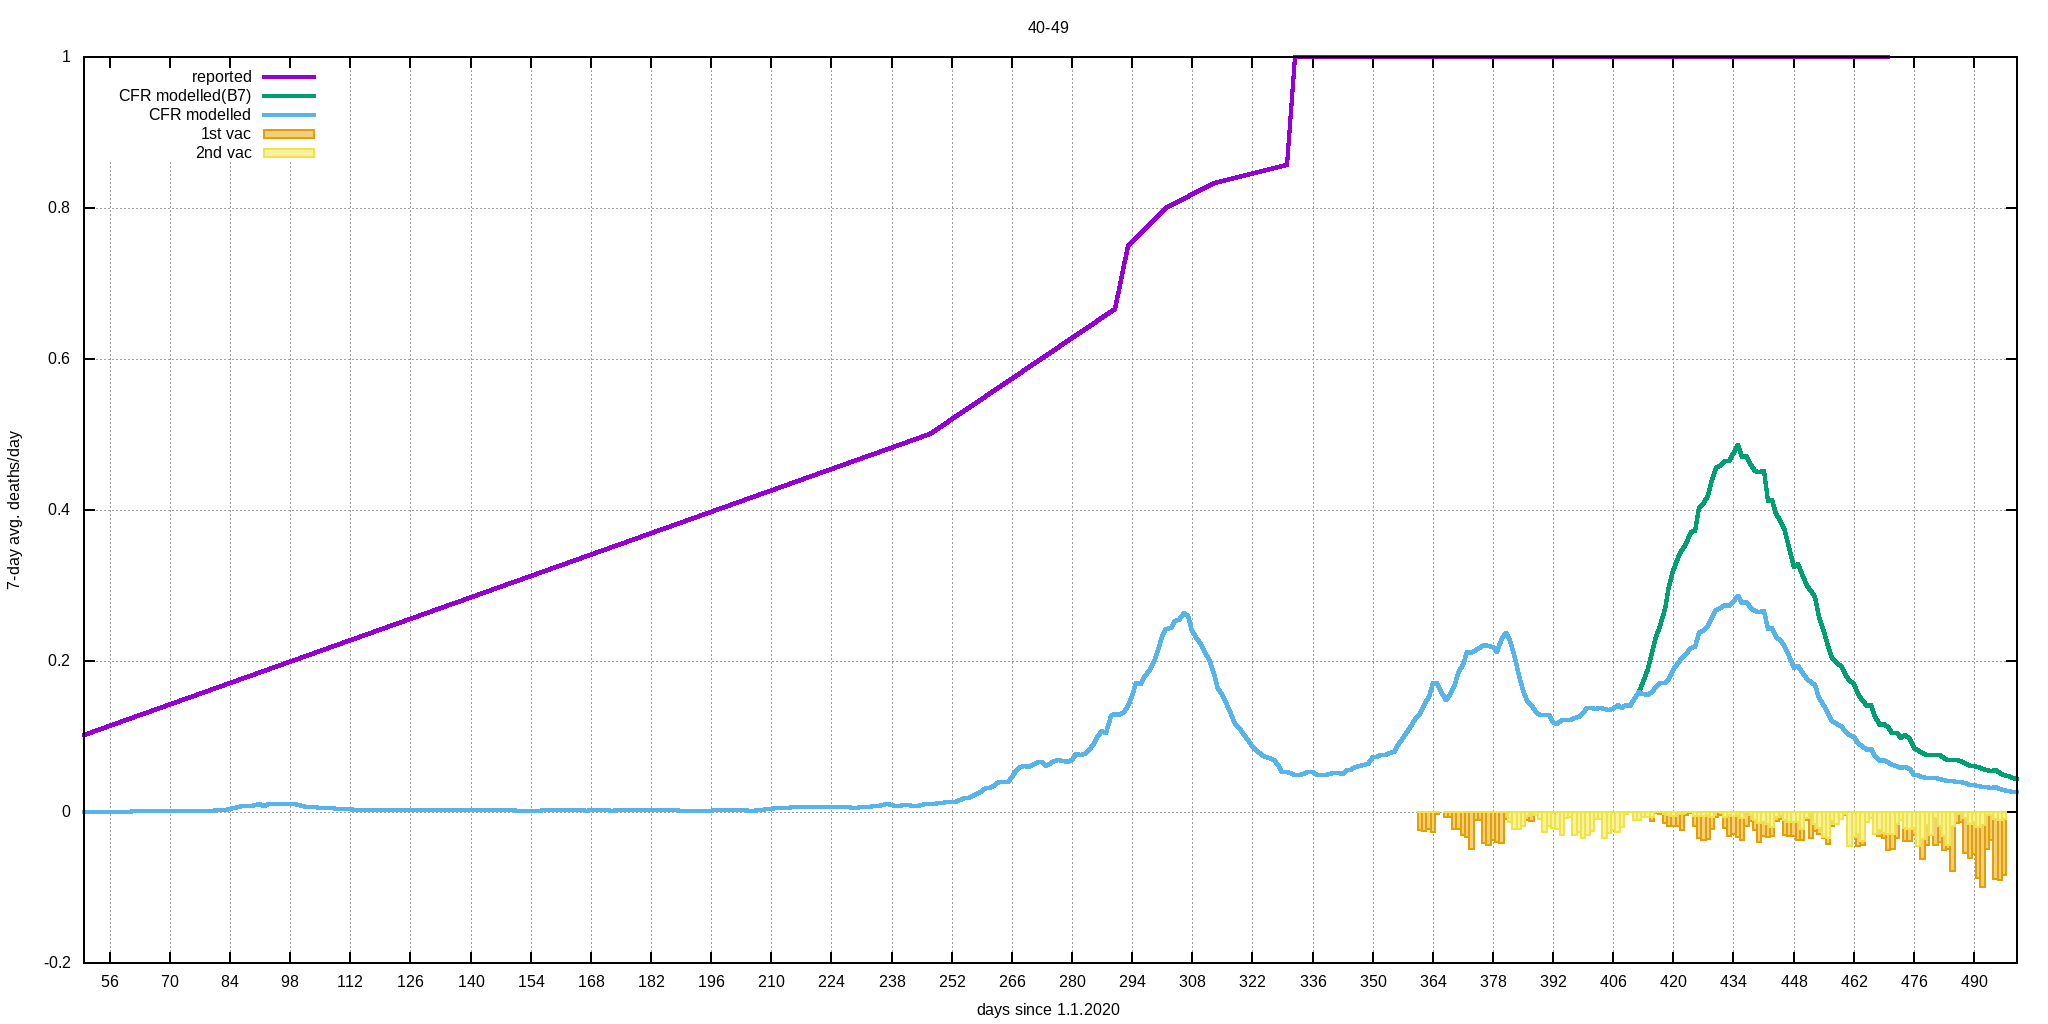 40-49
1
0.8
0.6
0.4
0.2
0
-0.2
7-day avg. deaths/day
reported
CFR modelled(B7)
CFR modelled
1st vac
2nd vac
56 70 84 98 112 126 140 154 168 182 196 210 224 238 252 266 280 294 308 322 336 350 364 378 392 406 420 434 448 462 476 490
days since 1.1.2020